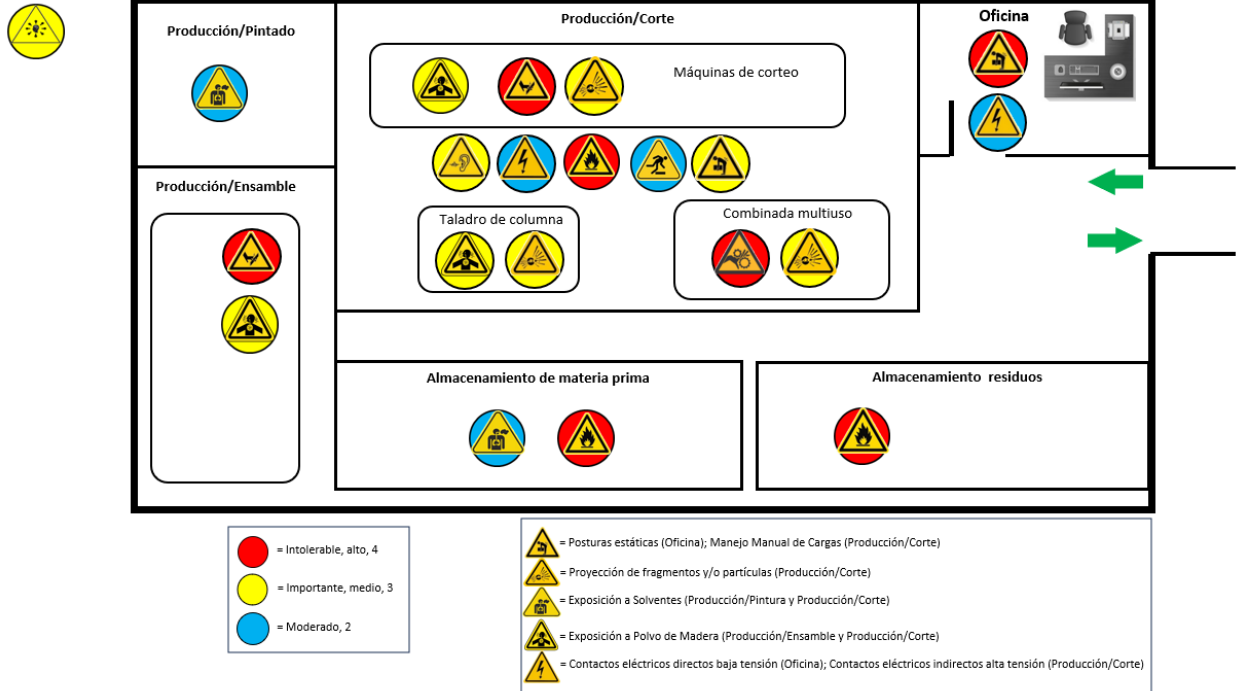 Producción/Pintado
Producción/Corte
Oficina
Máquinas de corteo
Producción/Ensamble
Taladro de columna
Combinada multiuso
Almacenamiento de materia prima
Almacenamiento residuos
= Intolerable, alto, 4
= Importante, medio, 3
= Moderado, 2
= Posturas estáticas (Oficina); Manejo Manual de Cargas (Producción/Corte)
= Proyección de fragmentos y/o partículas (Producción/Corte)
= Exposición a Solventes (Producción/Pintura y Producción/Corte)
= Exposición a Polvo de Madera (Producción/Ensamble y Producción/Corte)
= Contactos eléctricos directos baja tensión (Oficina); Contactos eléctricos indirectos alta tensión (Producción/Corte)